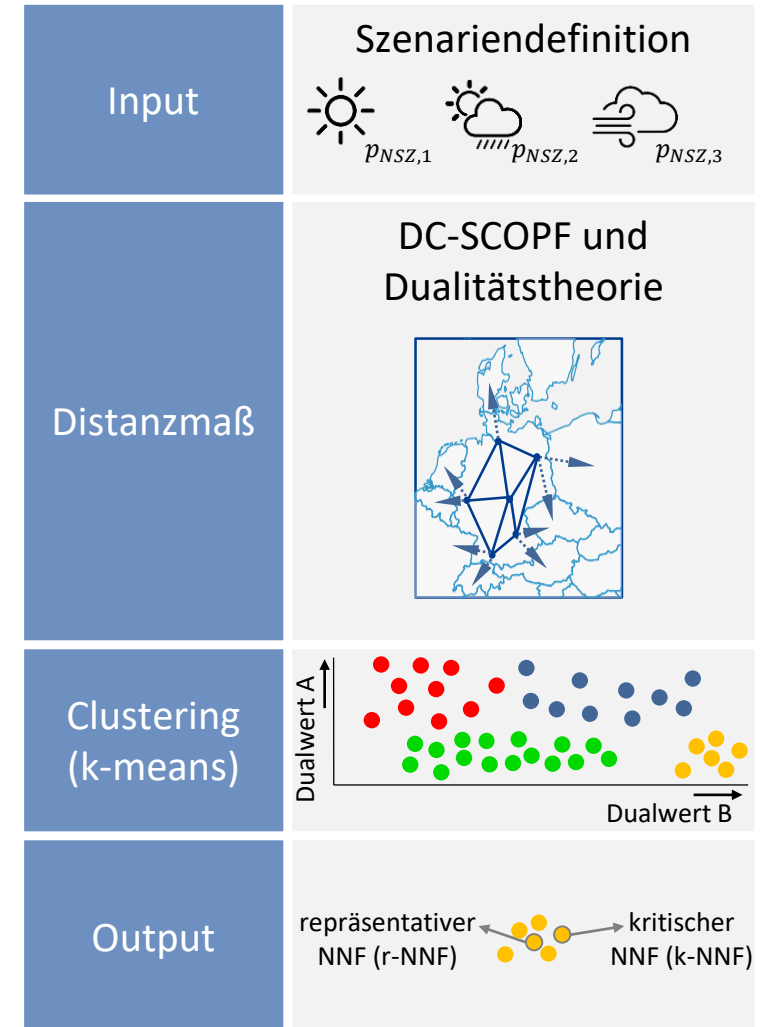 Input
Szenariendefinition
p_{NSZ,1} p_{NSZ,2} p_{NSZ,3}
Distanzmaß
DC-SCOPF und
Dualitätstheorie
Clustering
(k-means)
Dualwert A
Dualwert B
Output
repräsentativer
NNF (r-NNF)
kritischer
NNF (k-NNF)